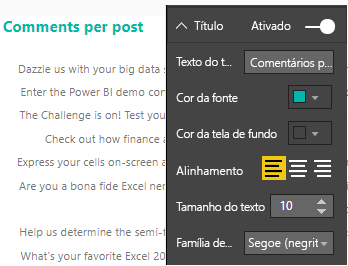 Comments per post
Dazzle us with your big data s
Enter the Power BI demo con
The Challenge is on! Test you
Check out how finance a
Express your cells on-screen a
Are you a bona fide Excel ner
Help us determine the semi-f
What's your favorite Excel 20
Título Ativado
Texto do t... Comentários p...
Cor da fonte
Cor da tela de fundo
Alinhamento
Tamanho do texto 10
Família de... Segoe (negrit